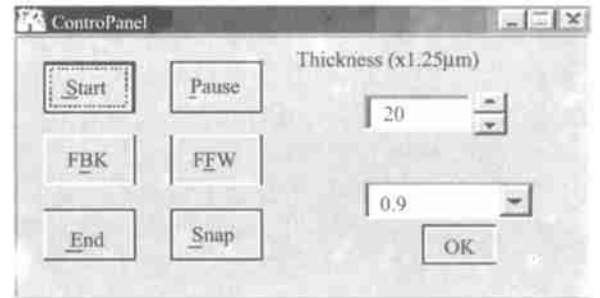 ControPanel
Thickness (x1.25μm)
Start
Pause
20
FBK
FFW
0.9
End
Snap
OK